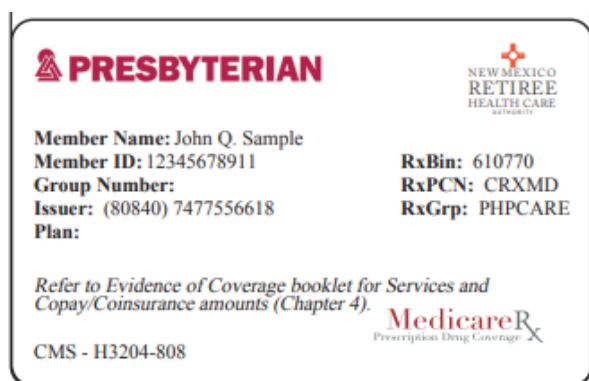 PRESBYTERIAN
NEW MEXICO
RETIREE
HEALTH CARE
AUTHORITY
Member Name: John Q. Sample
Member ID: 12345678911
Group Number:
Issuer: (80840) 7477556618
Plan:
RxBin: 610770
RxPCN: CRXMD
RxGrp: PHPCARE
Refer to Evidence of Coverage booklet for Services and
Copay/Coinsurance amounts (Chapter 4).
MedicareRx
Prescription Drug Coverage
CMS - H3204-808